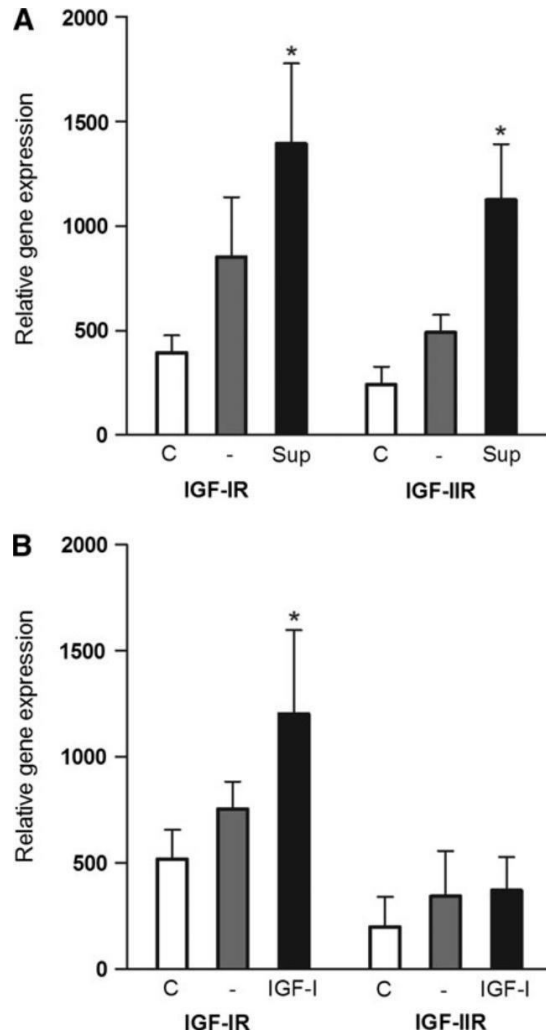 A
Relative gene expression
2000
1500
1000
500
0
* *
C - Sup C - Sup
IGF-IR IGF-IIR
B
Relative gene expression
2000
1500
1000
500
0
*
C - IGF-I C - IGF-I
IGF-IR IGF-IIR